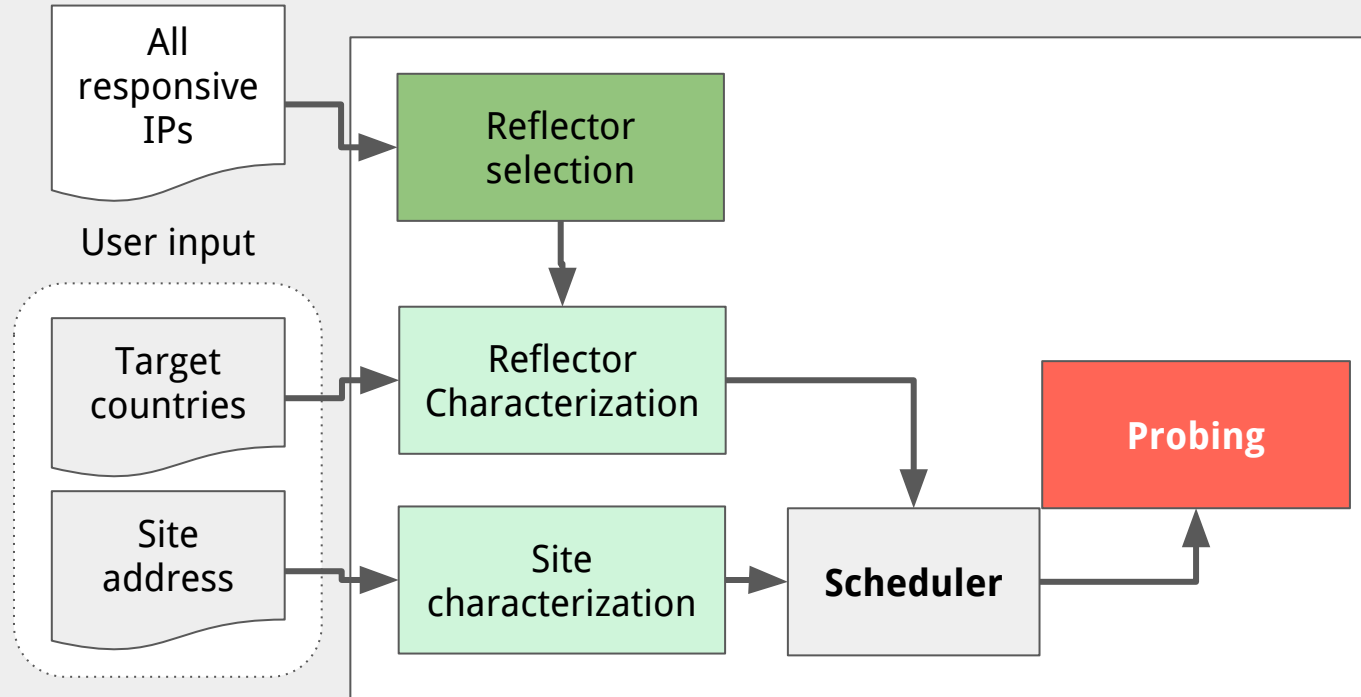 All
responsive
IPs
Reflector
selection
User input
Target
countries
Reflector
Characterization
Probing
Site
address
Site
characterization
Scheduler